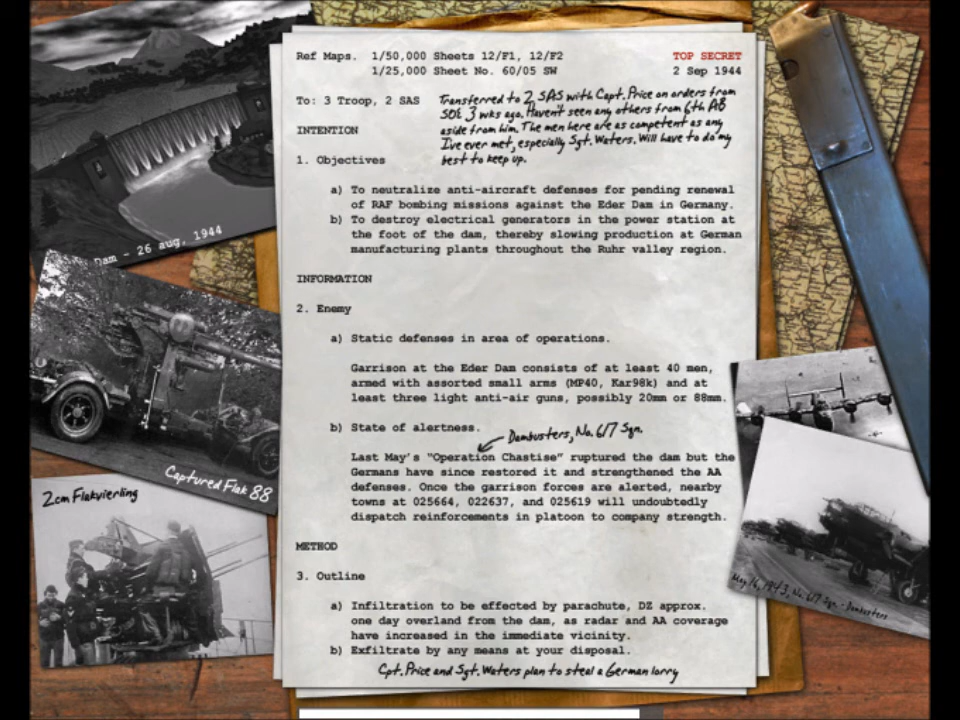 Ref Maps. 1/50,000 Sheets 12/F1, 12/F2
TOP SECRET
1/25,000 Sheet No. 60/05 SW
2 Sep 1944
To: 3 Troop, 2 SAS
Transferred to 2 SAS with Capt. Price on orders from
SOE 3 wks ago. Haven't seen any others from 6th AB
aside from him. The men here are as competent as any
I've ever met, especially Sgt. Waters. Will have to do my
best to keep up.
INTENTION
1. Objectives
a) To neutralize anti-aircraft defenses for pending renewal
of RAF bombing missions against the Eder Dam in Germany.
b) To destroy electrical generators in the power station at
the foot of the dam, thereby slowing production at German
manufacturing plants throughout the Ruhr valley region.
INFORMATION
2. Enemy
a) Static defenses in area of operations.
Garrison at the Eder Dam consists of at least 40 men,
armed with assorted small arms (MP40, Kar98k) and at
least three light anti-air guns, possibly 20mm or 88mm.
b) State of alertness.
Dambusters, No. 617 Sqn.
Last May's "Operation Chastise" ruptured the dam but the
Germans have since restored it and strengthened the AA
defenses. Once the garrison forces are alerted, nearby
towns at 025664, 022637, and 025619 will undoubtedly
dispatch reinforcements in platoon to company strength.
METHOD
3. Outline
a) Infiltration to be effected by parachute, DZ approx.
one day overland from the dam, as radar and AA coverage
have increased in the immediate vicinity.
b) Exfiltrate by any means at your disposal.
Cpt. Price and Sgt. Waters plan to steal a German lorry
Dam - 26 aug, 1944
Captured Flak 88
2cm Flakvierling
May 16, 1943, No. 617 Sqn. - Dambusters